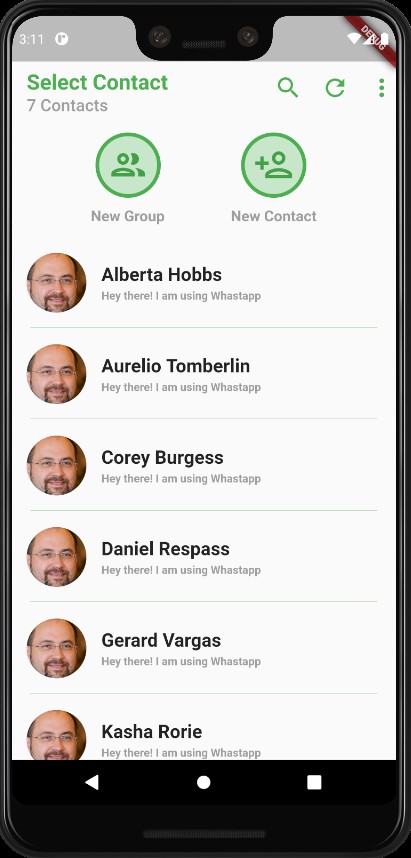 3:11
DEBUG
Select Contact
7 Contacts
New Group
New Contact
Alberta Hobbs
Hey there! I am using Whastapp
Aurelio Tomberlin
Hey there! I am using Whastapp
Corey Burgess
Hey there! I am using Whastapp
Daniel Respass
Hey there! I am using Whastapp
Gerard Vargas
Hey there! I am using Whastapp
Kasha Rorie
Hey there! I am using Whastapp